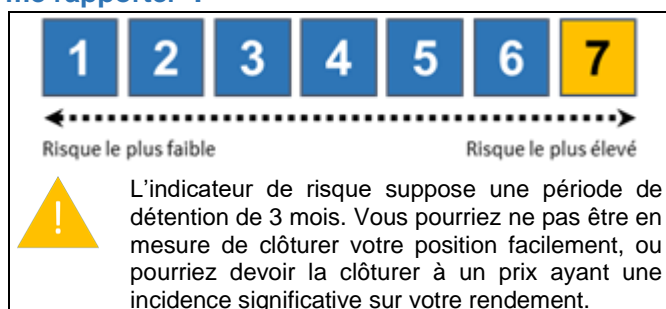 me rapporter ?
1 2 3 4 5 6 7
Risque le plus faible Risque le plus élevé
!
L'indicateur de risque suppose une période de
détention de 3 mois. Vous pourriez ne pas être en
mesure de clôturer votre position facilement, ou
pourriez devoir la clôturer à un prix ayant une
incidence significative sur votre rendement.